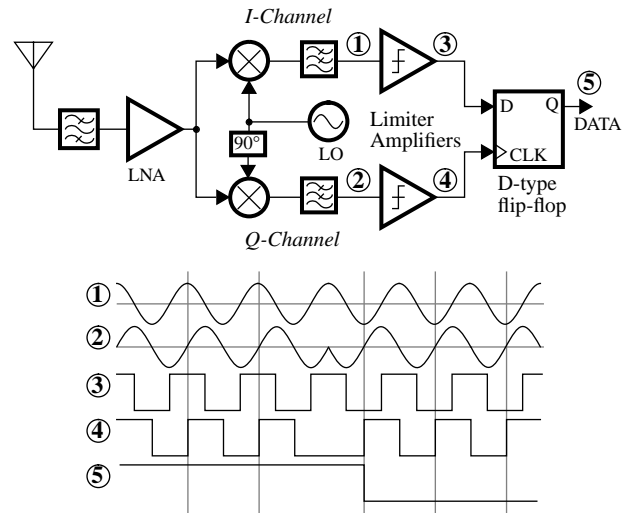 I-Channel
① ③
⑤
D Q
DATA
90°
Limiter
Amplifiers
LNA
LO
CLK
② ④
D-type
flip-flop
Q-Channel
①
②
③
④
⑤